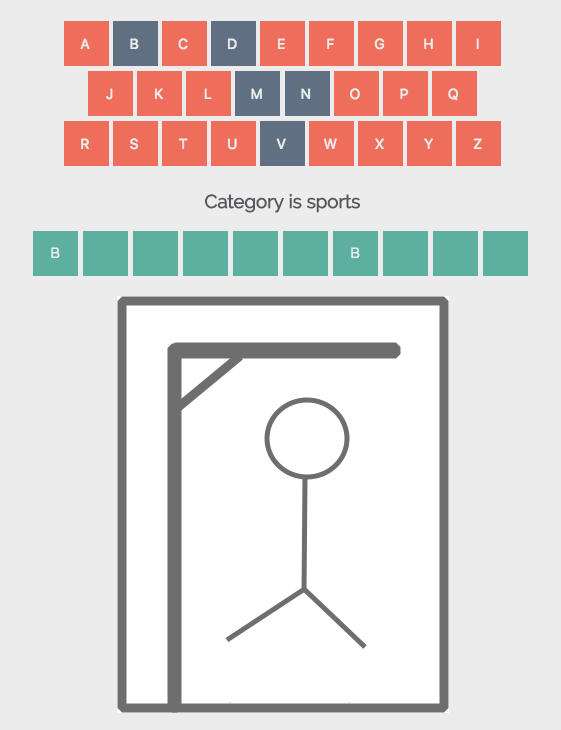 A B C D E F G H I
J K L M N O P Q
R S T U V W X Y Z
Category is sports
B B